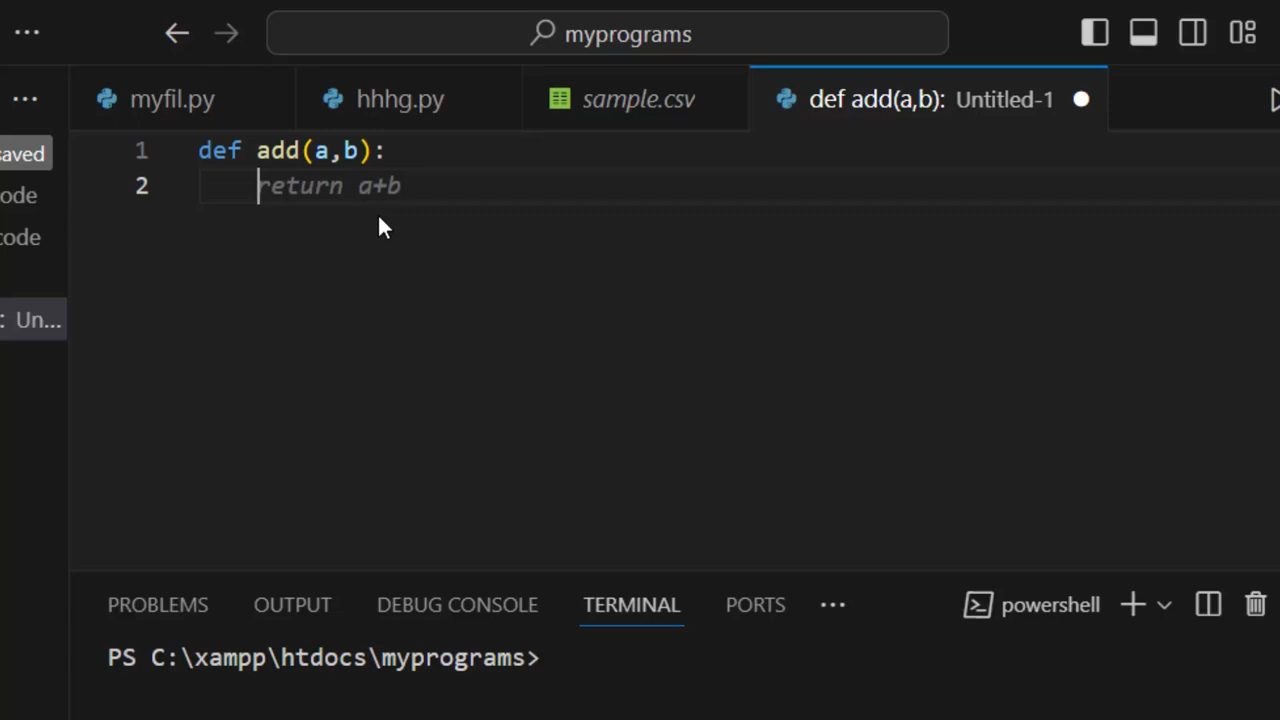 ... myprograms
... myfil.py hhhg.py sample.csv def add(a,b): Untitled-1
saved 1 def add(a,b):
ode 2 return a+b
code
: Un...
PROBLEMS OUTPUT DEBUG CONSOLE TERMINAL PORTS ... powershell
PS C:\xampp\htdocs\myprograms>